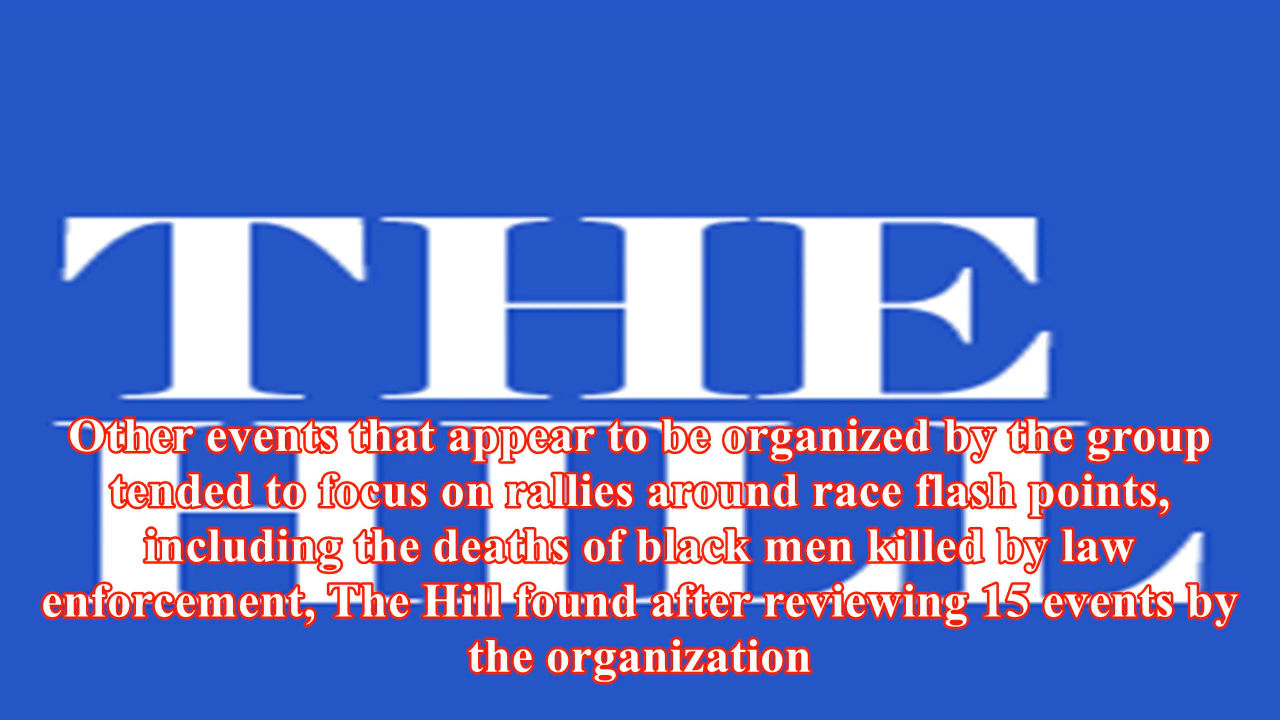 THE
HILL
Other events that appear to be organized by the group
tended to focus on rallies around race flash points,
including the deaths of black men killed by law
enforcement, The Hill found after reviewing 15 events by
the organization